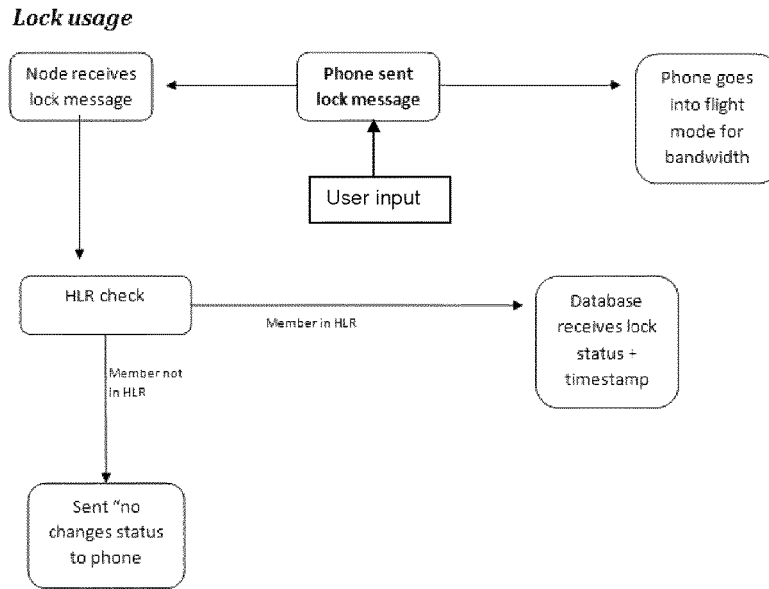 Lock usage
Node receives
lock message
Phone sent
lock message
Phone goes
into flight
mode for
bandwidth
User input
HLR check
Member in HLR
Database
receives lock
status +
timestamp
Member not
in HLR
Sent “no
changes status
to phone